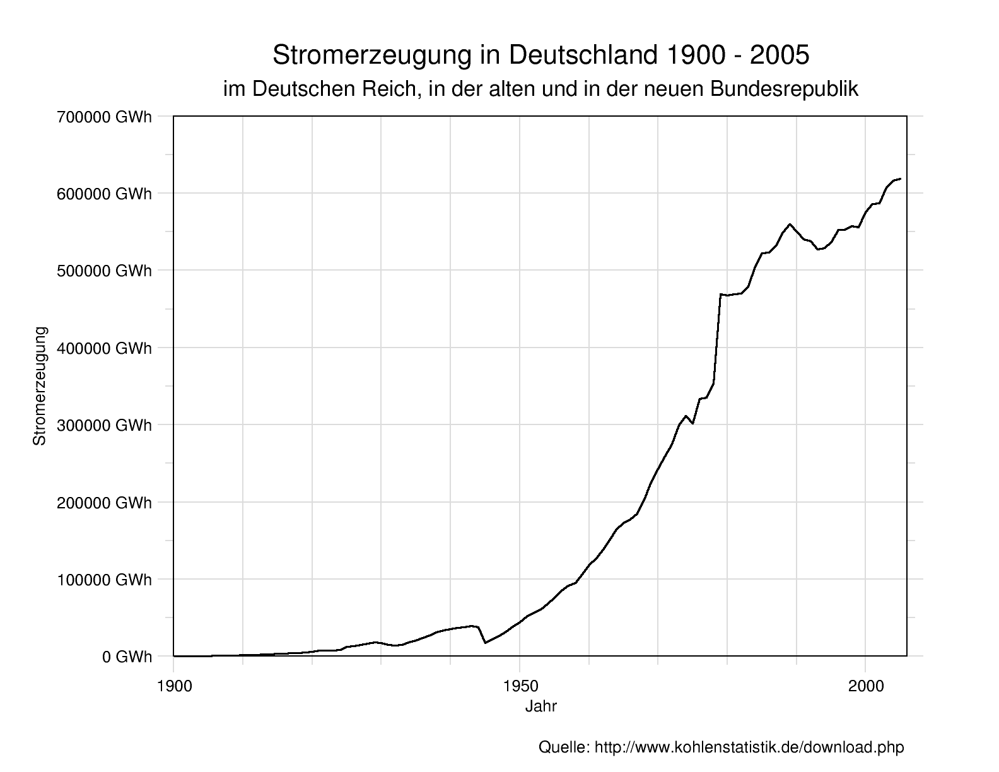 Stromerzeugung in Deutschland 1900 - 2005
im Deutschen Reich, in der alten und in der neuen Bundesrepublik
700000 GWh
600000 GWh
500000 GWh
400000 GWh
300000 GWh
200000 GWh
100000 GWh
0 GWh
Stromerzeugung
1900
1950
2000
Jahr
Quelle: http://www.kohlenstatistik.de/download.php